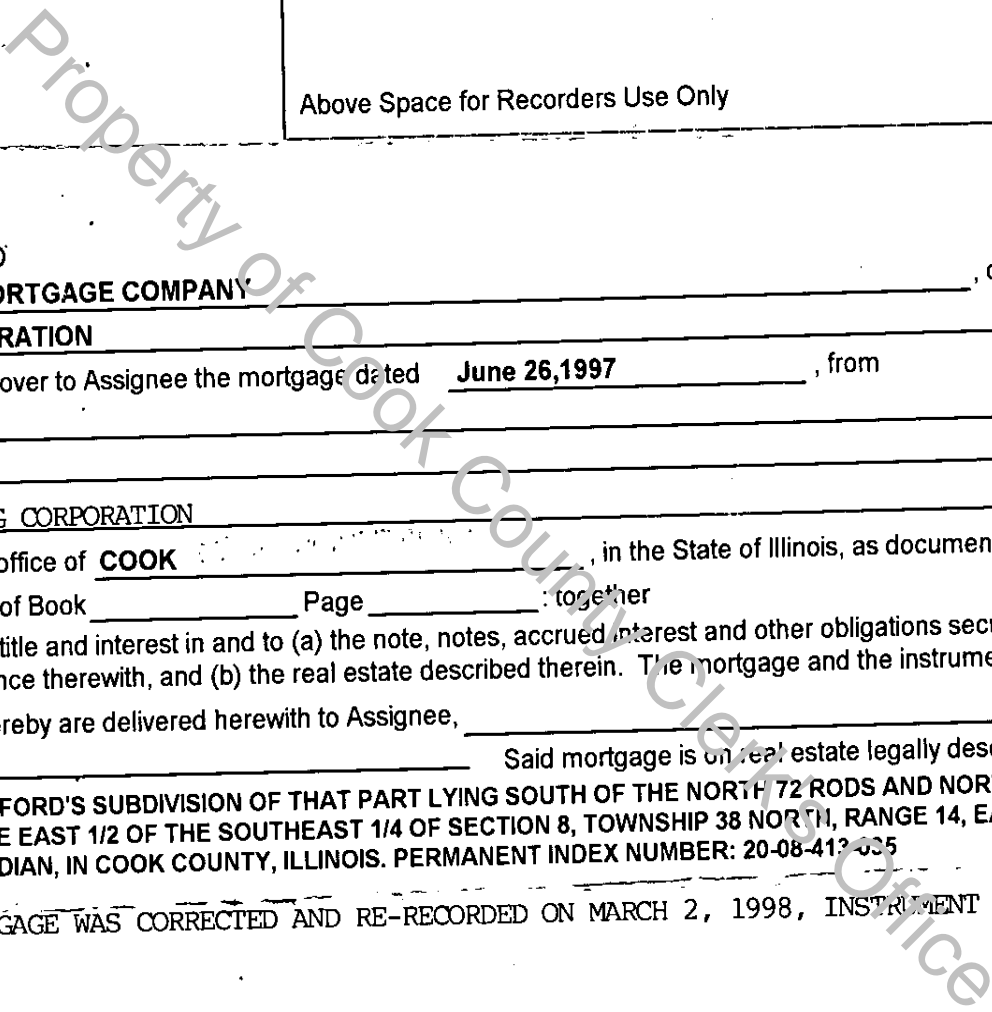 Property of Cook County Clerk's Office
Above Space for Recorders Use Only
ORTGAGE COMPANY
RATION
over to Assignee the mortgage dated June 26,1997 , from
G CORPORATION
office of COOK , in the State of Illinois, as documen
of Book Page : together
title and interest in and to (a) the note, notes, accrued interest and other obligations secu
nce therewith, and (b) the real estate described therein. The mortgage and the instrume
ereby are delivered herewith to Assignee,
Said mortgage is on real estate legally desc
FORD'S SUBDIVISION OF THAT PART LYING SOUTH OF THE NORTH 72 RODS AND NOR
E EAST 1/2 OF THE SOUTHEAST 1/4 OF SECTION 8, TOWNSHIP 38 NORTH, RANGE 14, EA
DIAN, IN COOK COUNTY, ILLINOIS. PERMANENT INDEX NUMBER: 20-08-413-035
GAGE WAS CORRECTED AND RE-RECORDED ON MARCH 2, 1998, INSTRUMENT